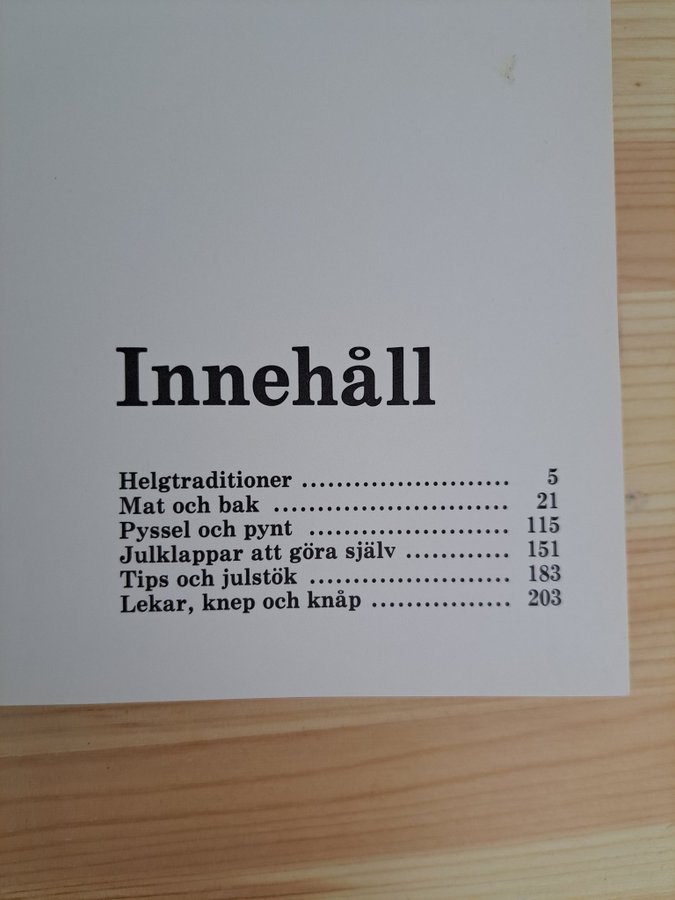 Innehåll
Helgtraditioner ........................ 5
Mat och bak ........................... 21
Pyssel och pynt ....................... 115
Julklappar att göra själv ............ 151
Tips och julstök ....................... 183
Lekar, knep och knåp ................ 203